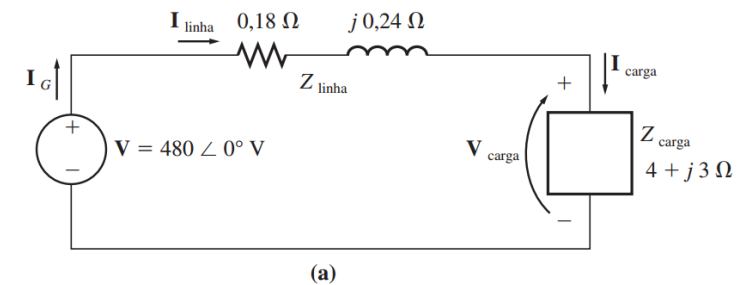 I linha 0,18 Ω j 0,24 Ω
Z linha
I G
+
V = 480 ∠ 0° V
−
+
V carga
−
I carga
Z carga
4 + j 3 Ω
(a)